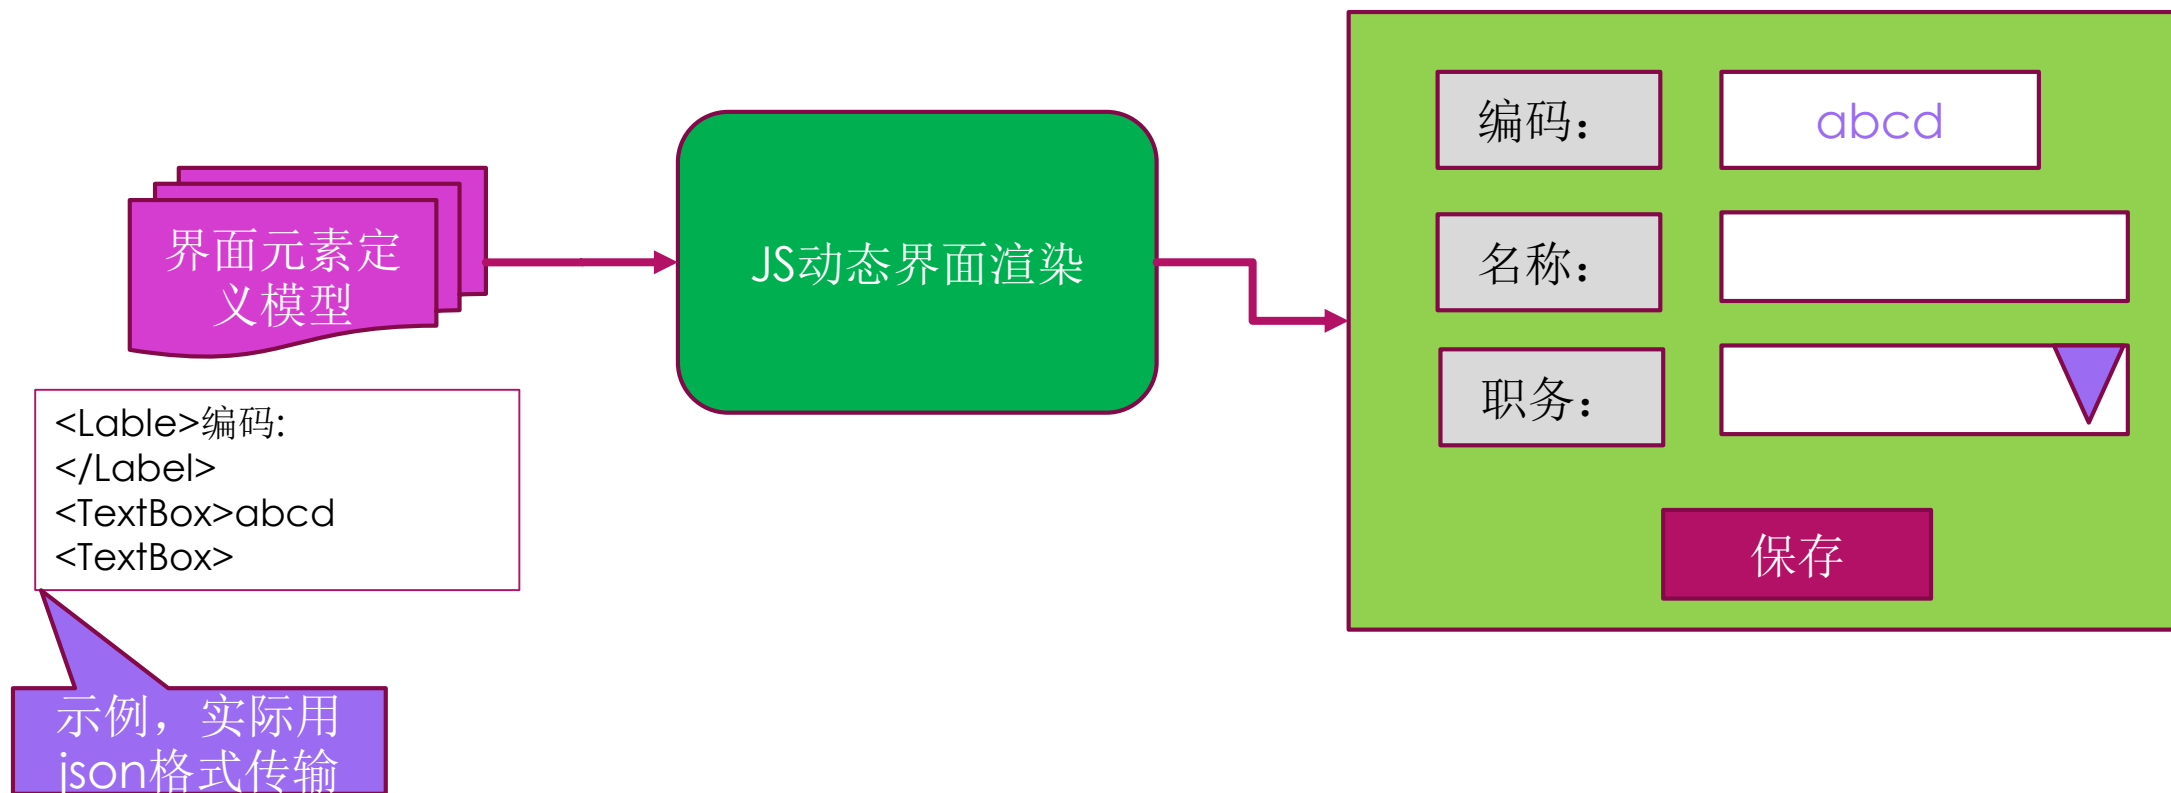 界面元素定
义模型
JS动态界面渲染
编码：
abcd
名称：
职务：
保存
<Lable>编码:
</Label>
<TextBox>abcd
<TextBox>
示例，实际用
json格式传输